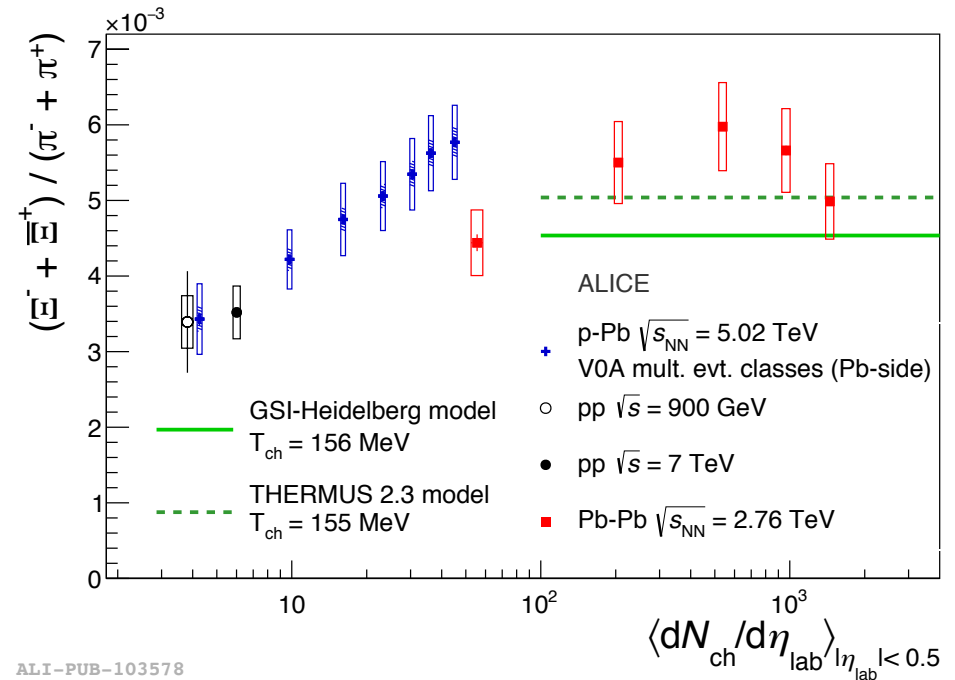 ×10⁻³
(Ξ⁻ + Ξ̅⁺) / (π⁻ + π⁺)
7
6
5
4
3
2
1
0
ALICE
p-Pb √s_NN = 5.02 TeV
V0A mult. evt. classes (Pb-side)
pp √s = 900 GeV
pp √s = 7 TeV
Pb-Pb √s_NN = 2.76 TeV
GSI-Heidelberg model
T_ch = 156 MeV
THERMUS 2.3 model
T_ch = 155 MeV
10
10²
10³
⟨dN_ch/dη_lab⟩_|η_lab|< 0.5
ALI-PUB-103578